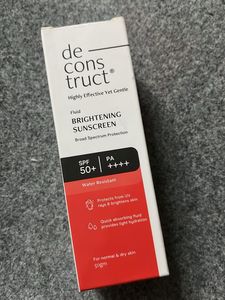 de
cons
truct®
Highly Effective Yet Gentle
Fluid
BRIGHTENING
SUNSCREEN
Broad Spectrum Protection
SPF
50+
PA
++++
Water Resistant
Protects from UV
rays & brightens skin
Quick absorbing fluid
provides light hydration
For normal & dry skin
50gm